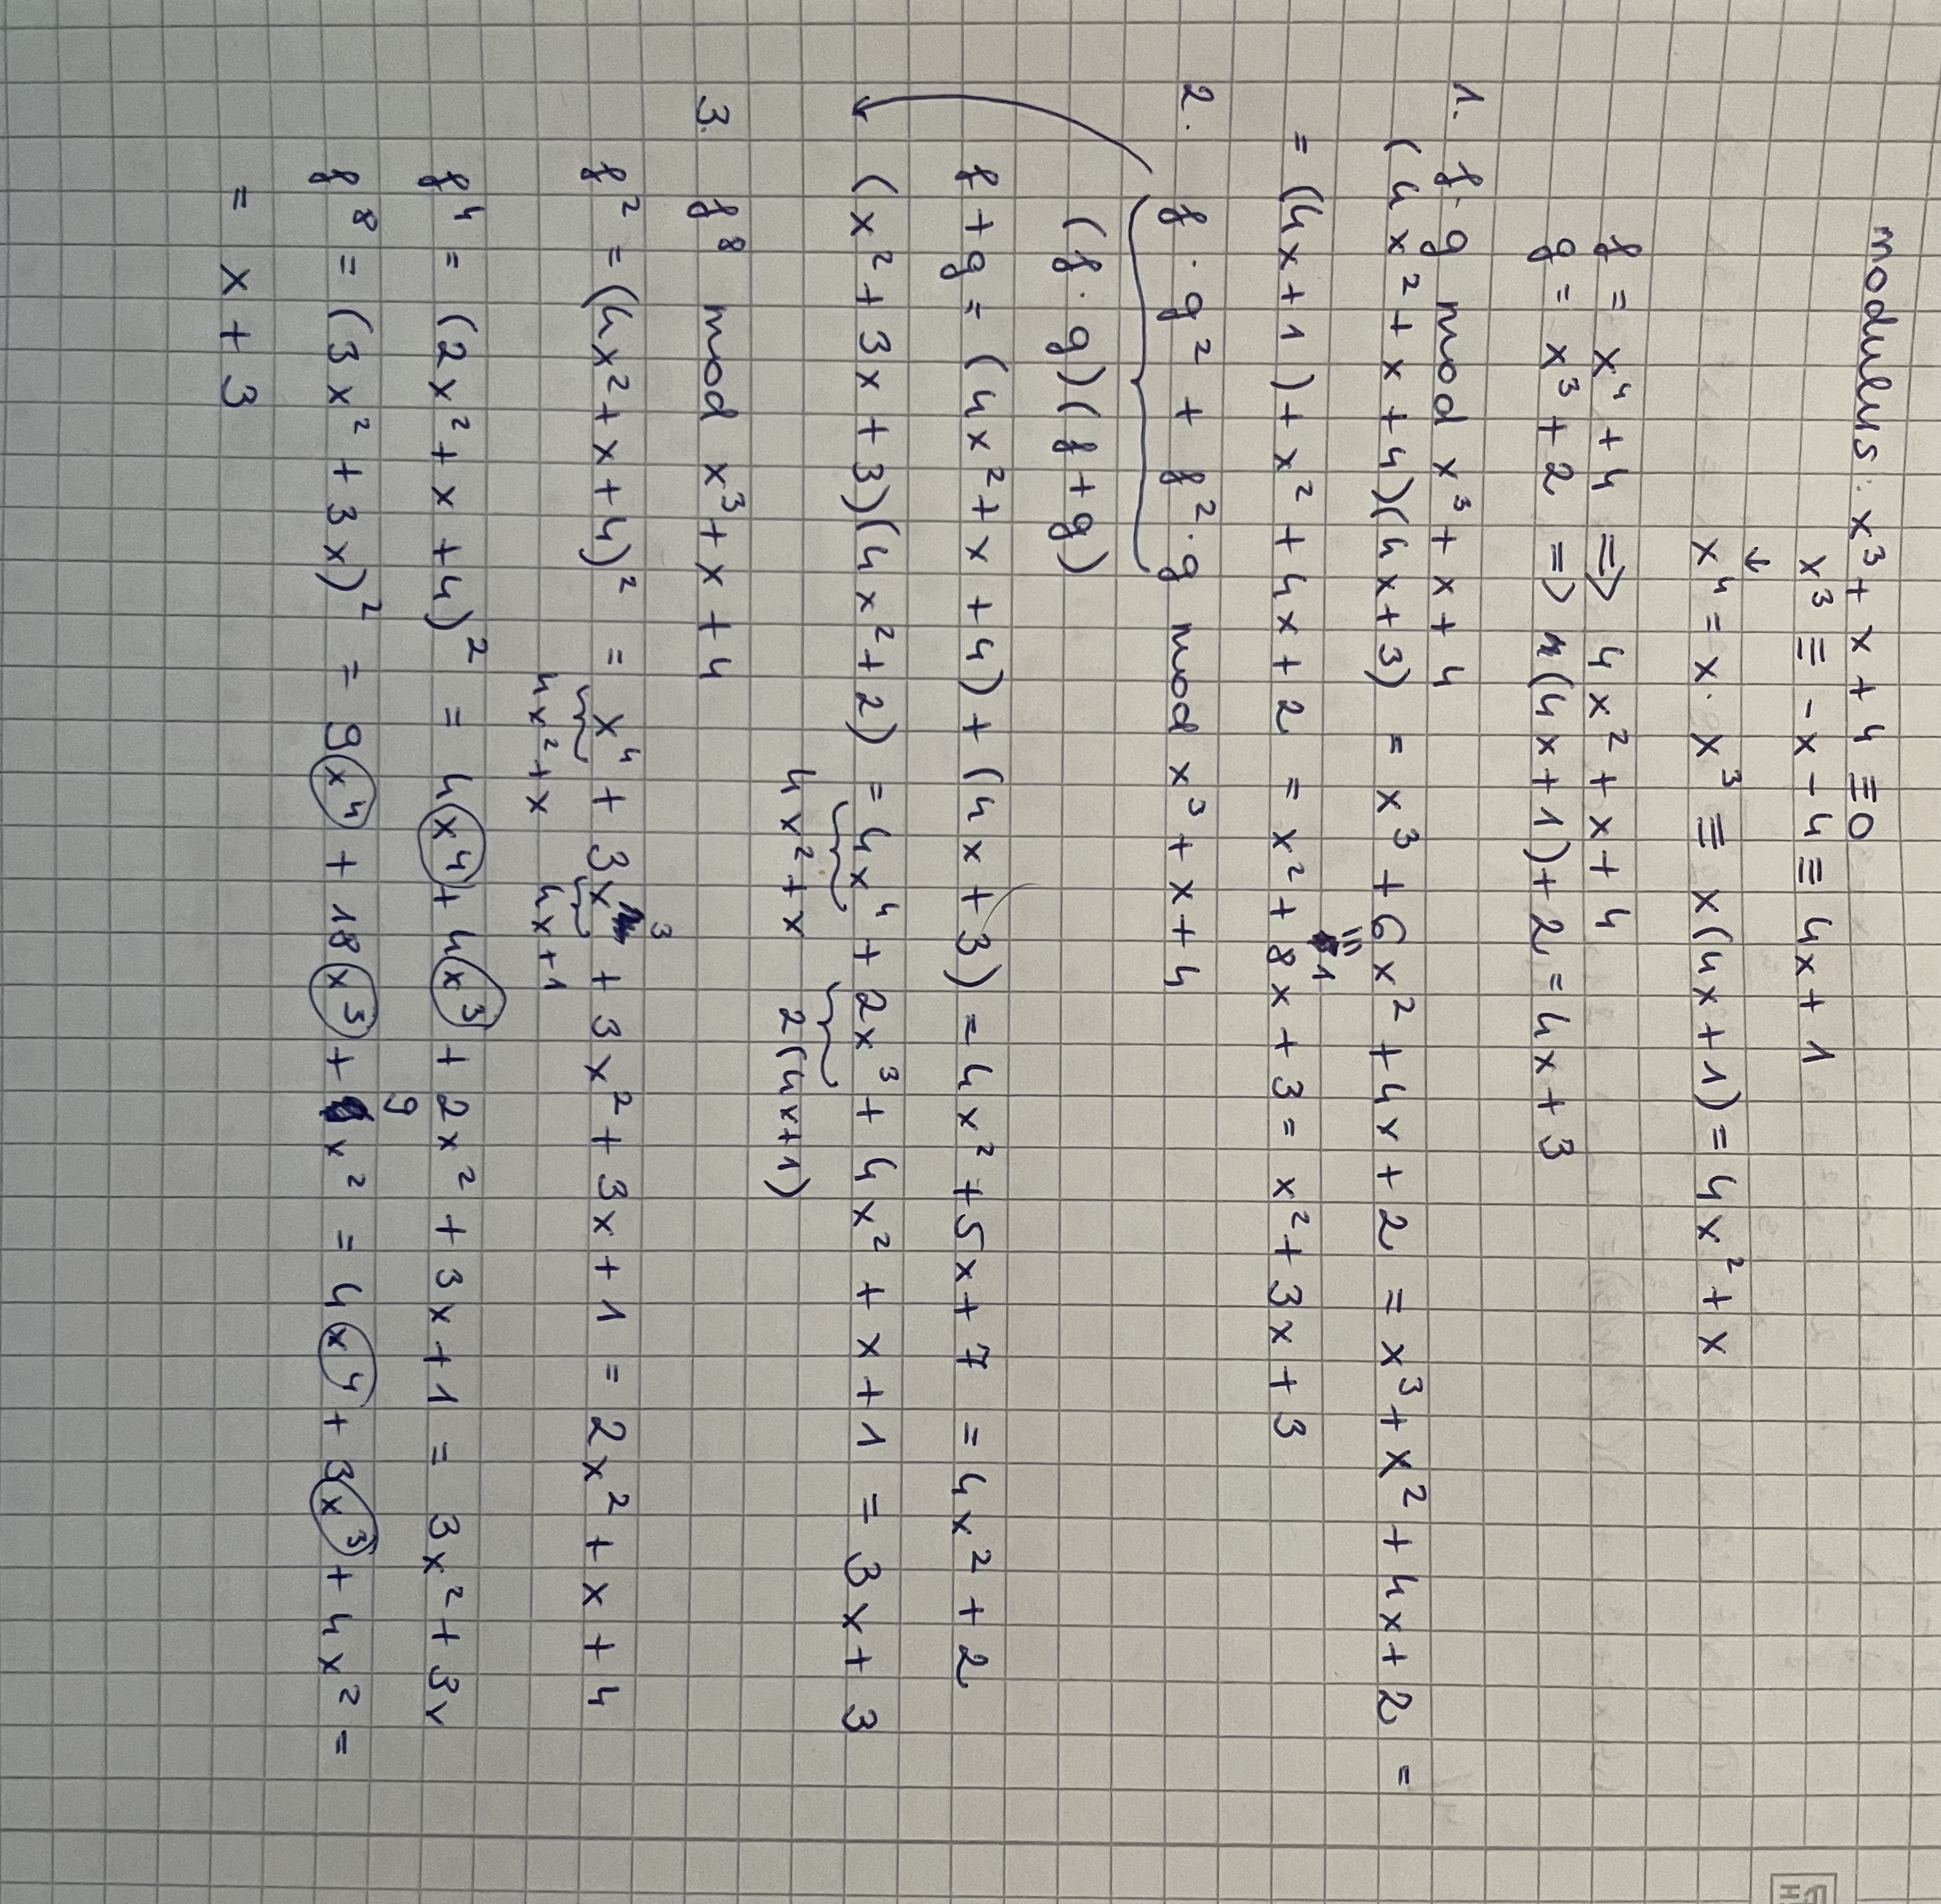 modulus: x³ + x + 4 ≡ 0
x³ ≡ -x - 4 ≡ 4x + 1
↓
x⁴ = x · x³ ≡ x(4x + 1) = 4x² + x
f = x⁴ + 4 => 4x² + x + 4
g = x³ + 2 => (4x + 1) + 2 = 4x + 3
1. f · g mod x³ + x + 4
(4x² + x + 4)(4x + 3) = x³ + 6x² + 4x + 2 = x³ + x² + 4x + 2 =
≡ 1
= (4x + 1) + x² + 4x + 2 = x² + 8x + 3 = x² + 3x + 3
2. f · g² + f² · g mod x³ + x + 4
(f · g)(f + g)
f + g = (4x² + x + 4) + (4x + 3) = 4x² + 5x + 7 = 4x² + 2
(x² + 3x + 3)(4x² + 2) = 4x⁴ + 2x³ + 4x² + x + 1 = 3x + 3
4x² + x 2(4x + 1)
3. f⁸ mod x³ + x + 4
f² = (4x² + x + 4)² = x⁴ + 3x³ + 3x² + 3x + 1 = 2x² + x + 4
4x² + x 4x + 1
f⁴ = (2x² + x + 4)² = 4x⁴ + 4x³ + 2x² + 3x + 1 = 3x² + 3x
f⁸ = (3x² + 3x)² = 9x⁴ + 18x³ + 9x² = 4x⁴ + 3x³ + 4x² =
= x + 3